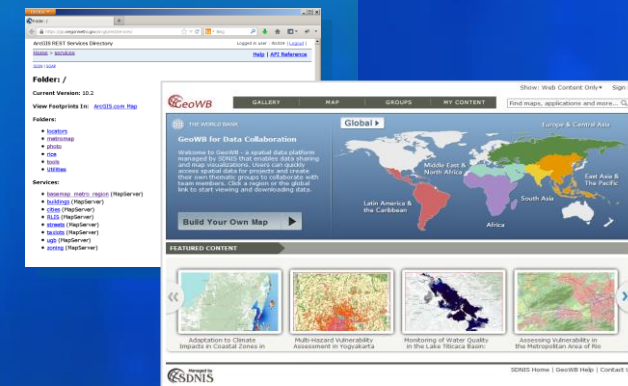 Folder: /
ArcGIS REST Services Directory
Home > services
Help | API Reference
JSON | SOAP
Folder: /
Current Version: 10.2
View Footprints In: ArcGIS.com Map
Folders:
locators
metromap
photo
rice
tools
Utilities
Services:
basemap_metro_region (MapServer)
buildings (MapServer)
cities (MapServer)
RLIS (MapServer)
streets (MapServer)
taxlots (MapServer)
ugb (MapServer)
zoning (MapServer)
Show: Web Content Only Sign
GeoWB
GALLERY
MAP
GROUPS
MY CONTENT
Find maps, applications and more...
THE WORLD BANK
GeoWB for Data Collaboration
Welcome to GeoWB - a spatial data platform
managed by SDNIS that enables data sharing
and map visualizations. Users can quickly
access spatial data for projects and create
their own thematic groups to collaborate with
team members. Click a region or the global
link to start viewing and downloading data.
Build Your Own Map
Global
Europe & Central Asia
Middle East &
North Africa
East Asia &
The Pacific
South Asia
Latin America &
the Caribbean
Africa
FEATURED CONTENT
Adaptation to Climate
Impacts in Coastal Zones in
Multi-Hazard Vulnerability
Assessment in Yogyakarta
Monitoring of Water Quality
in the Lake Titicaca Basin:
Assessing Vulnerability in
the Metropolitan Area of Rio
Managed by
SDNIS
SDNIS Home | GeoWB Help | Contact U